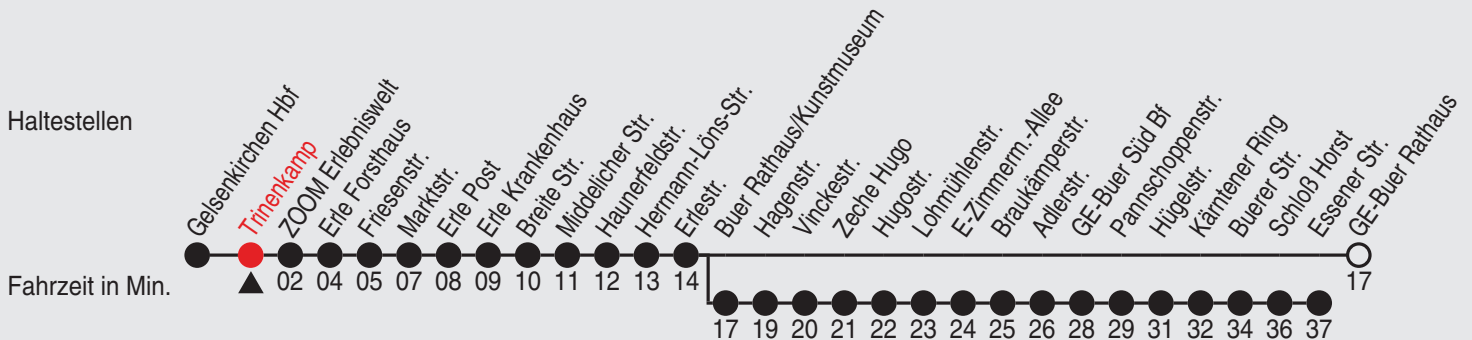 Haltestellen
Gelsenkirchen Hbf
Trinenkamp
ZOOM Erlebniswelt
Erle Forsthaus
Friesenstr.
Marktstr.
Erle Post
Erle Krankenhaus
Breite Str.
Middelicher Str.
Haunerfeldstr.
Hermann-Löns-Str.
Erlestr.
Buer Rathaus/Kunstmuseum
Hagenstr.
Vinckestr.
Zeche Hugo
Hugostr.
Lohmühlenstr.
E-Zimmerm.-Allee
Braukämperstr.
Adlerstr.
GE-Buer Süd Bf
Pannschoppenstr.
Hügelstr.
Kärntener Ring
Buerer Str.
Schloß Horst
Essener Str.
GE-Buer Rathaus
Fahrzeit in Min.
02 04 05 07 08 09 10 11 12 13 14 17
17 19 20 21 22 23 24 25 26 28 29 31 32 34 36 37